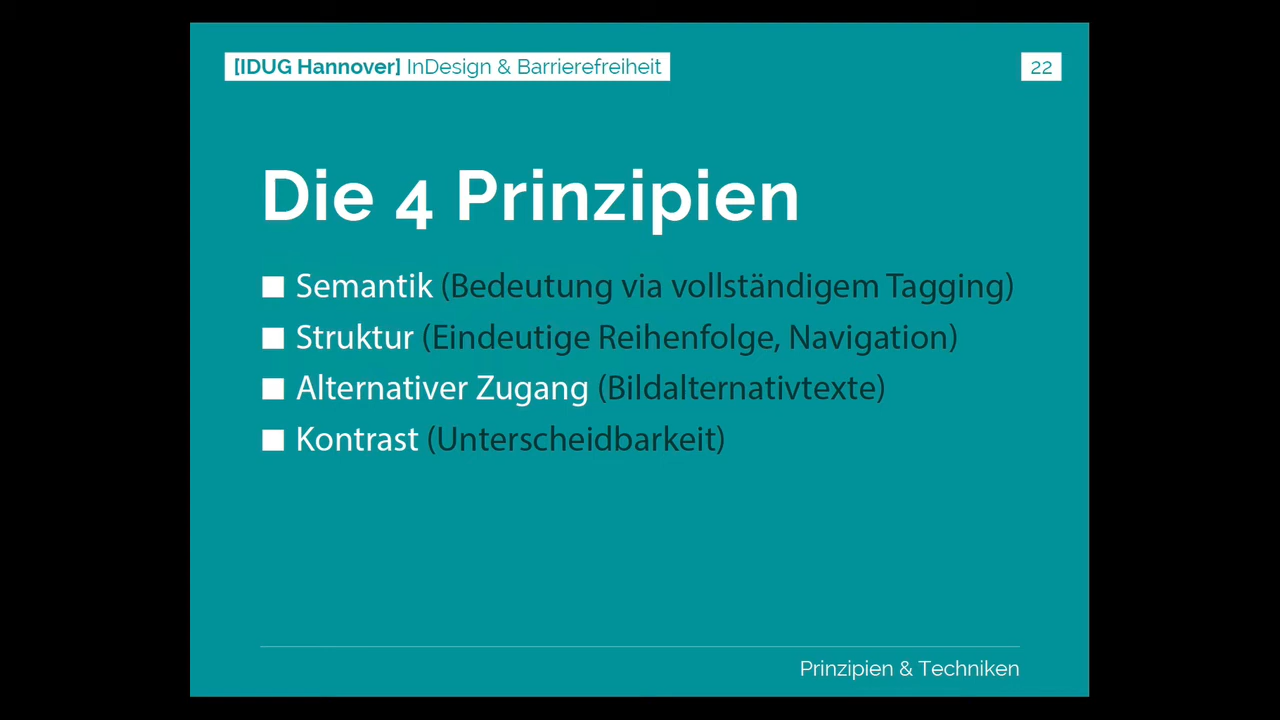 [IDUG Hannover] InDesign & Barrierefreiheit
22
Die 4 Prinzipien
■ Semantik (Bedeutung via vollständigem Tagging)
■ Struktur (Eindeutige Reihenfolge, Navigation)
■ Alternativer Zugang (Bildalternativtexte)
■ Kontrast (Unterscheidbarkeit)
Prinzipien & Techniken